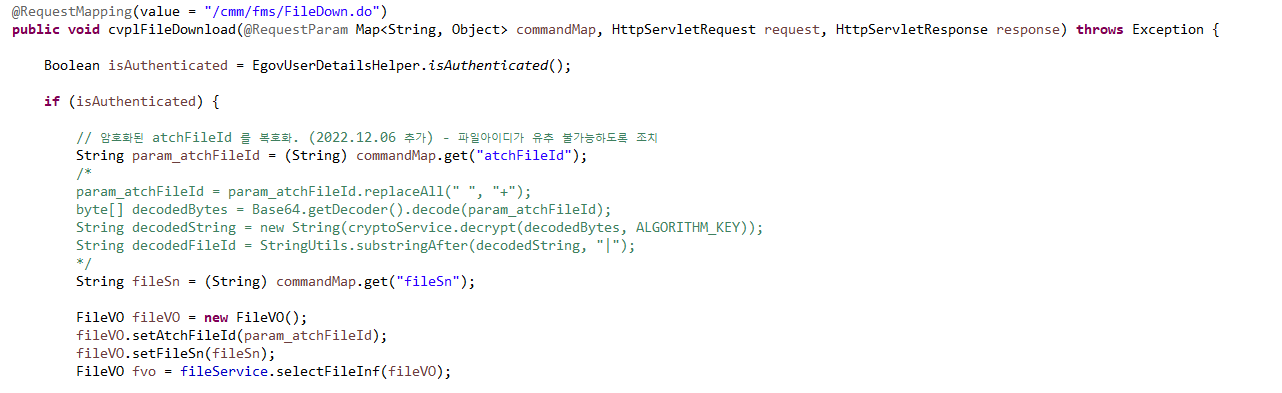 @RequestMapping(value = "/cmm/fms/FileDown.do")
public void cvplFileDownload(@RequestParam Map<String, Object> commandMap, HttpServletRequest request, HttpServletResponse response) throws Exception {
Boolean isAuthenticated = EgovUserDetailsHelper.isAuthenticated();
if (isAuthenticated) {
// 암호화된 atchFileId 를 복호화. (2022.12.06 추가) - 파일아이디가 유추 불가능하도록 조치
String param_atchFileId = (String) commandMap.get("atchFileId");
/*
param_atchFileId = param_atchFileId.replaceAll(" ", "+");
byte[] decodedBytes = Base64.getDecoder().decode(param_atchFileId);
String decodedString = new String(cryptoService.decrypt(decodedBytes, ALGORITHM_KEY));
String decodedFileId = StringUtils.substringAfter(decodedString, "|");
*/
String fileSn = (String) commandMap.get("fileSn");
FileVO fileVO = new FileVO();
fileVO.setAtchFileId(param_atchFileId);
fileVO.setFileSn(fileSn);
FileVO fvo = fileService.selectFileInf(fileVO);